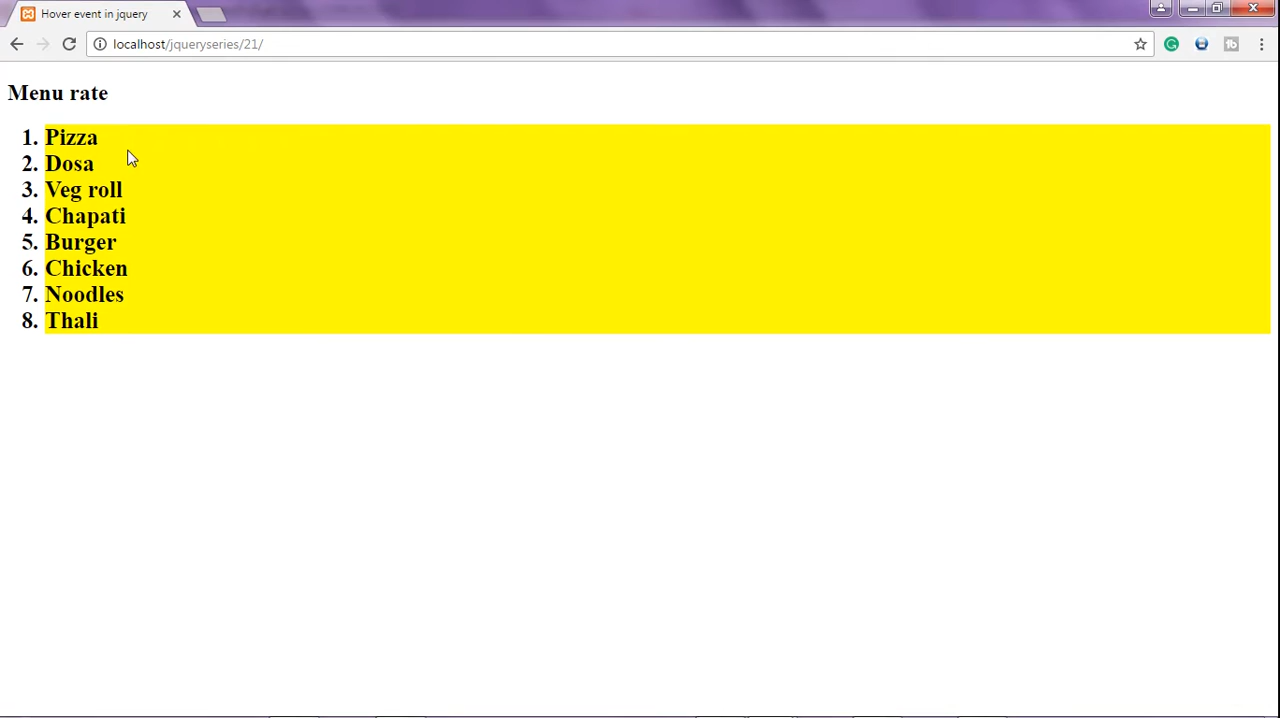 Hover event in jquery
localhost/jqueryseries/21/
Menu rate
1. Pizza
2. Dosa
3. Veg roll
4. Chapati
5. Burger
6. Chicken
7. Noodles
8. Thali